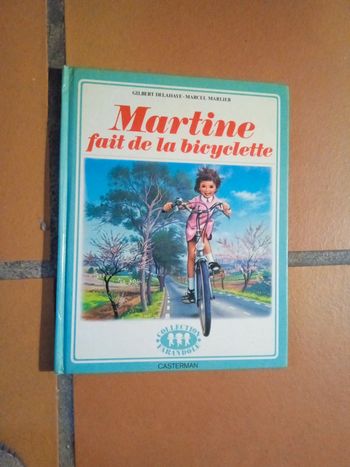 GILBERT DELAHAYE - MARCEL MARLIER
Martine
fait de la bicyclette
COLLECTION
FARANDOLE
CASTERMAN